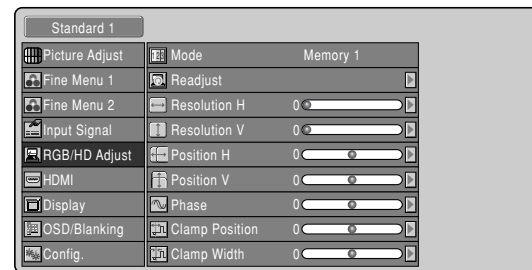 Standard 1
Picture Adjust Mode Memory 1
Fine Menu 1 Readjust
Fine Menu 2 Resolution H 0
Input Signal Resolution V 0
RGB/HD Adjust Position H 0
HDMI Position V 0
Display Phase 0
OSD/Blanking Clamp Position 0
Config. Clamp Width 0